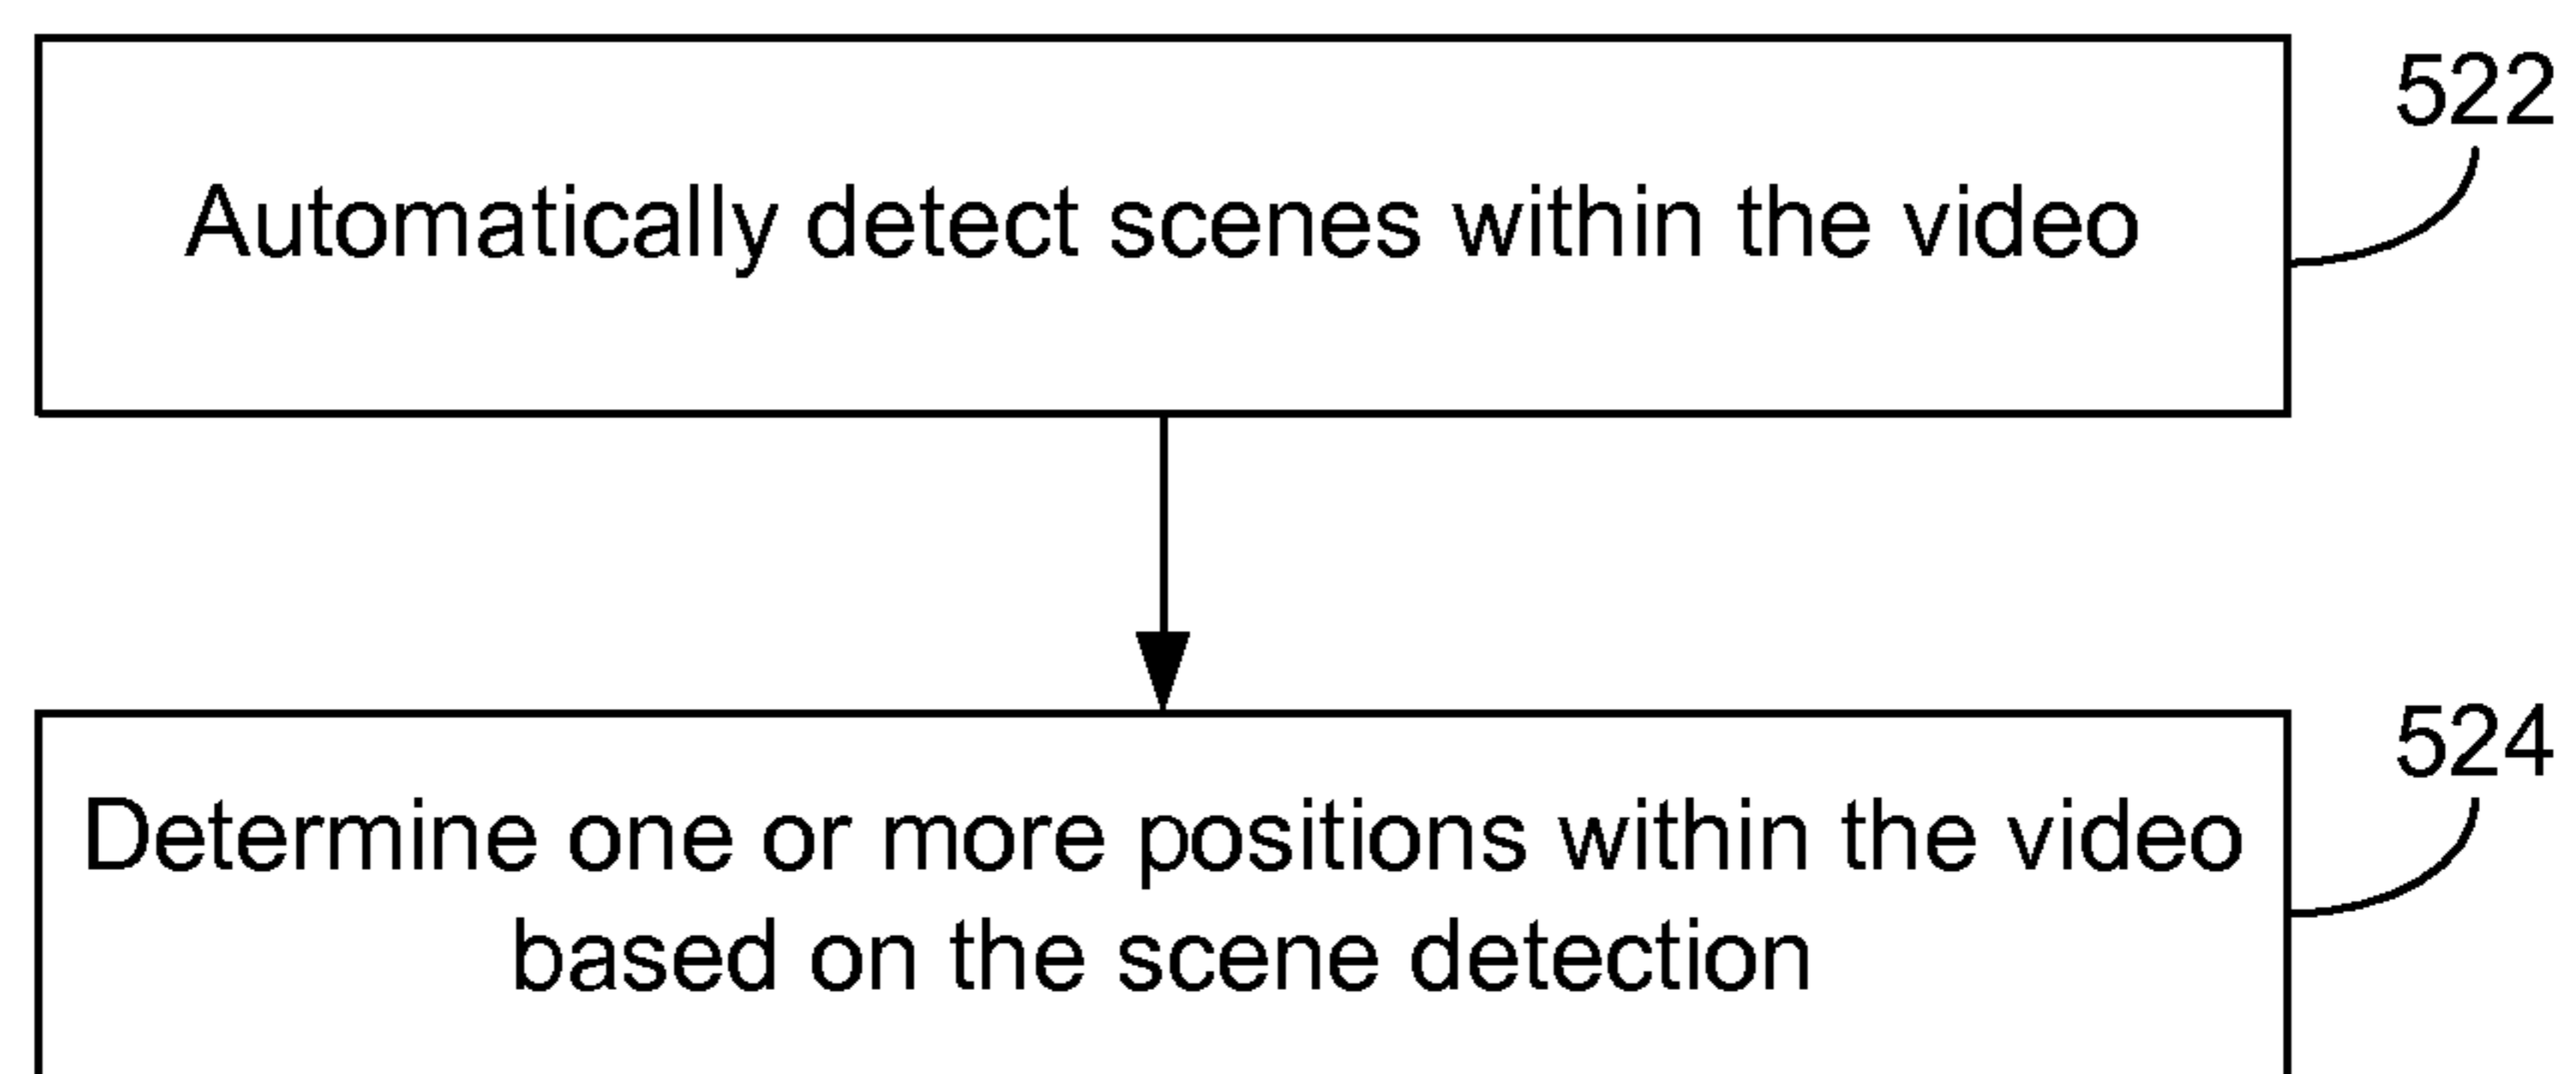 522
Automatically detect scenes within the video
524
Determine one or more positions within the video
based on the scene detection